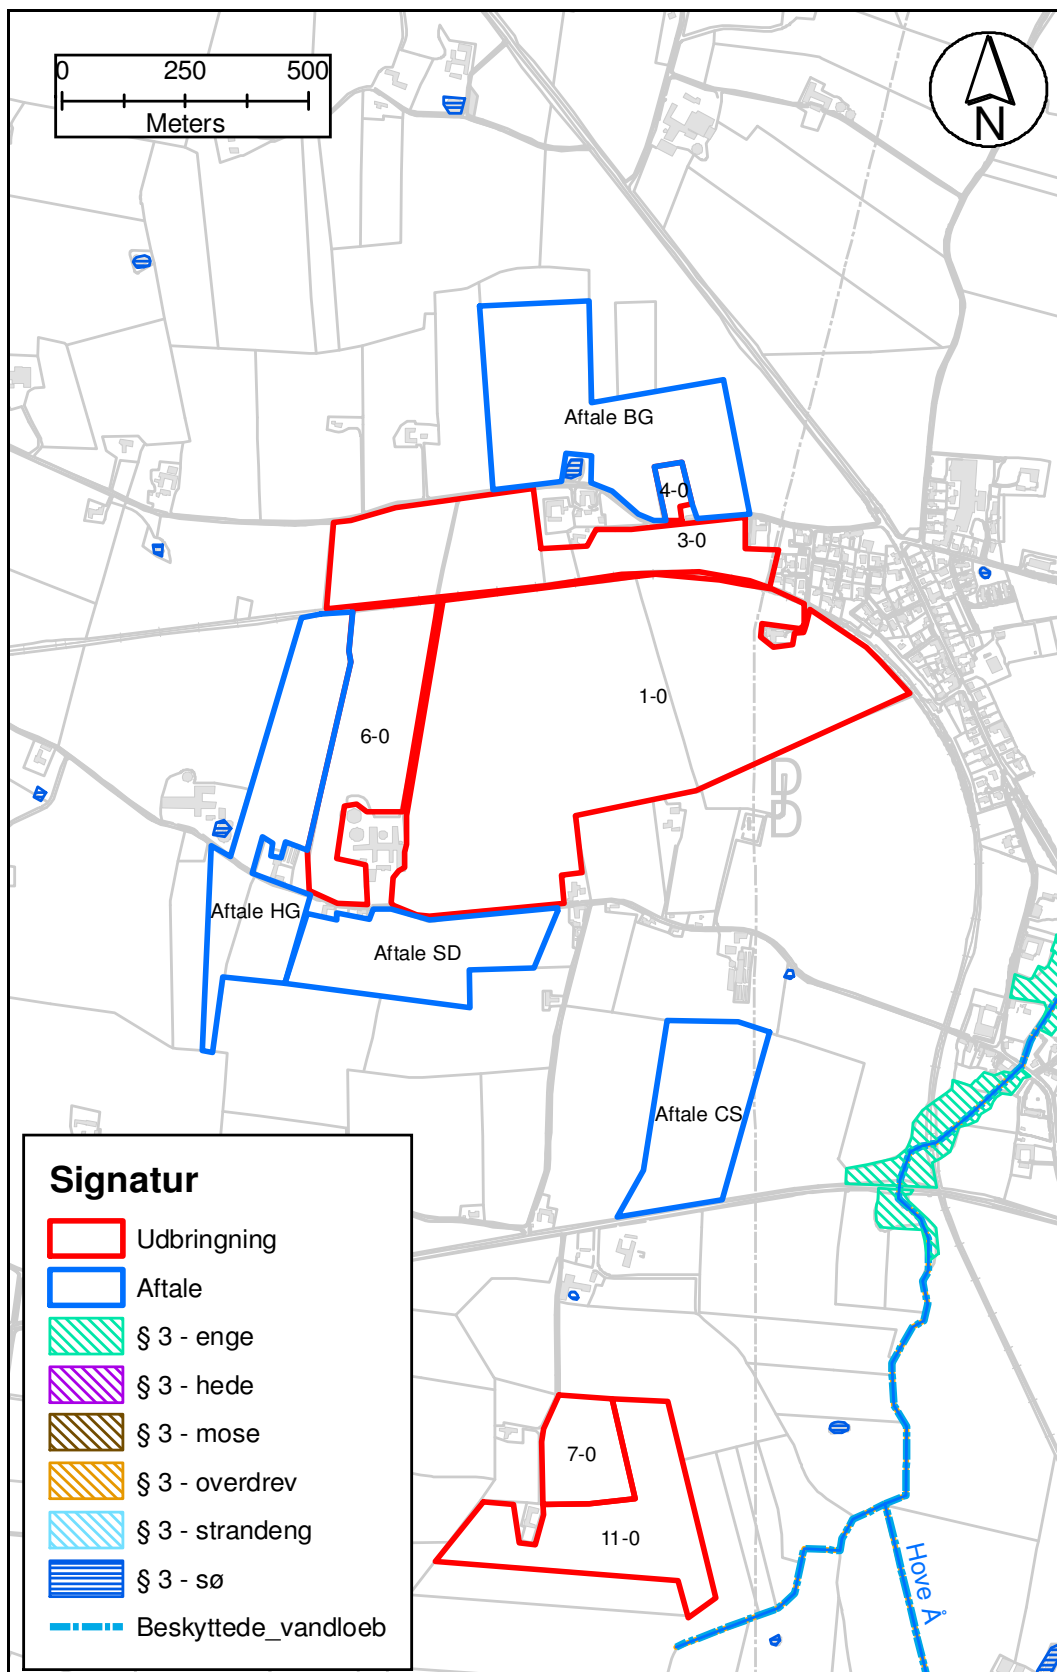 0 250 500
Meters
N
Aftale BG
4-0
3-0
1-0
6-0
Aftale HG
Aftale SD
Aftale CS
7-0
11-0
Hove Å
Signatur
Udbringning
Aftale
§ 3 - enge
§ 3 - hede
§ 3 - mose
§ 3 - overdrev
§ 3 - strandeng
§ 3 - sø
Beskyttede_vandloeb